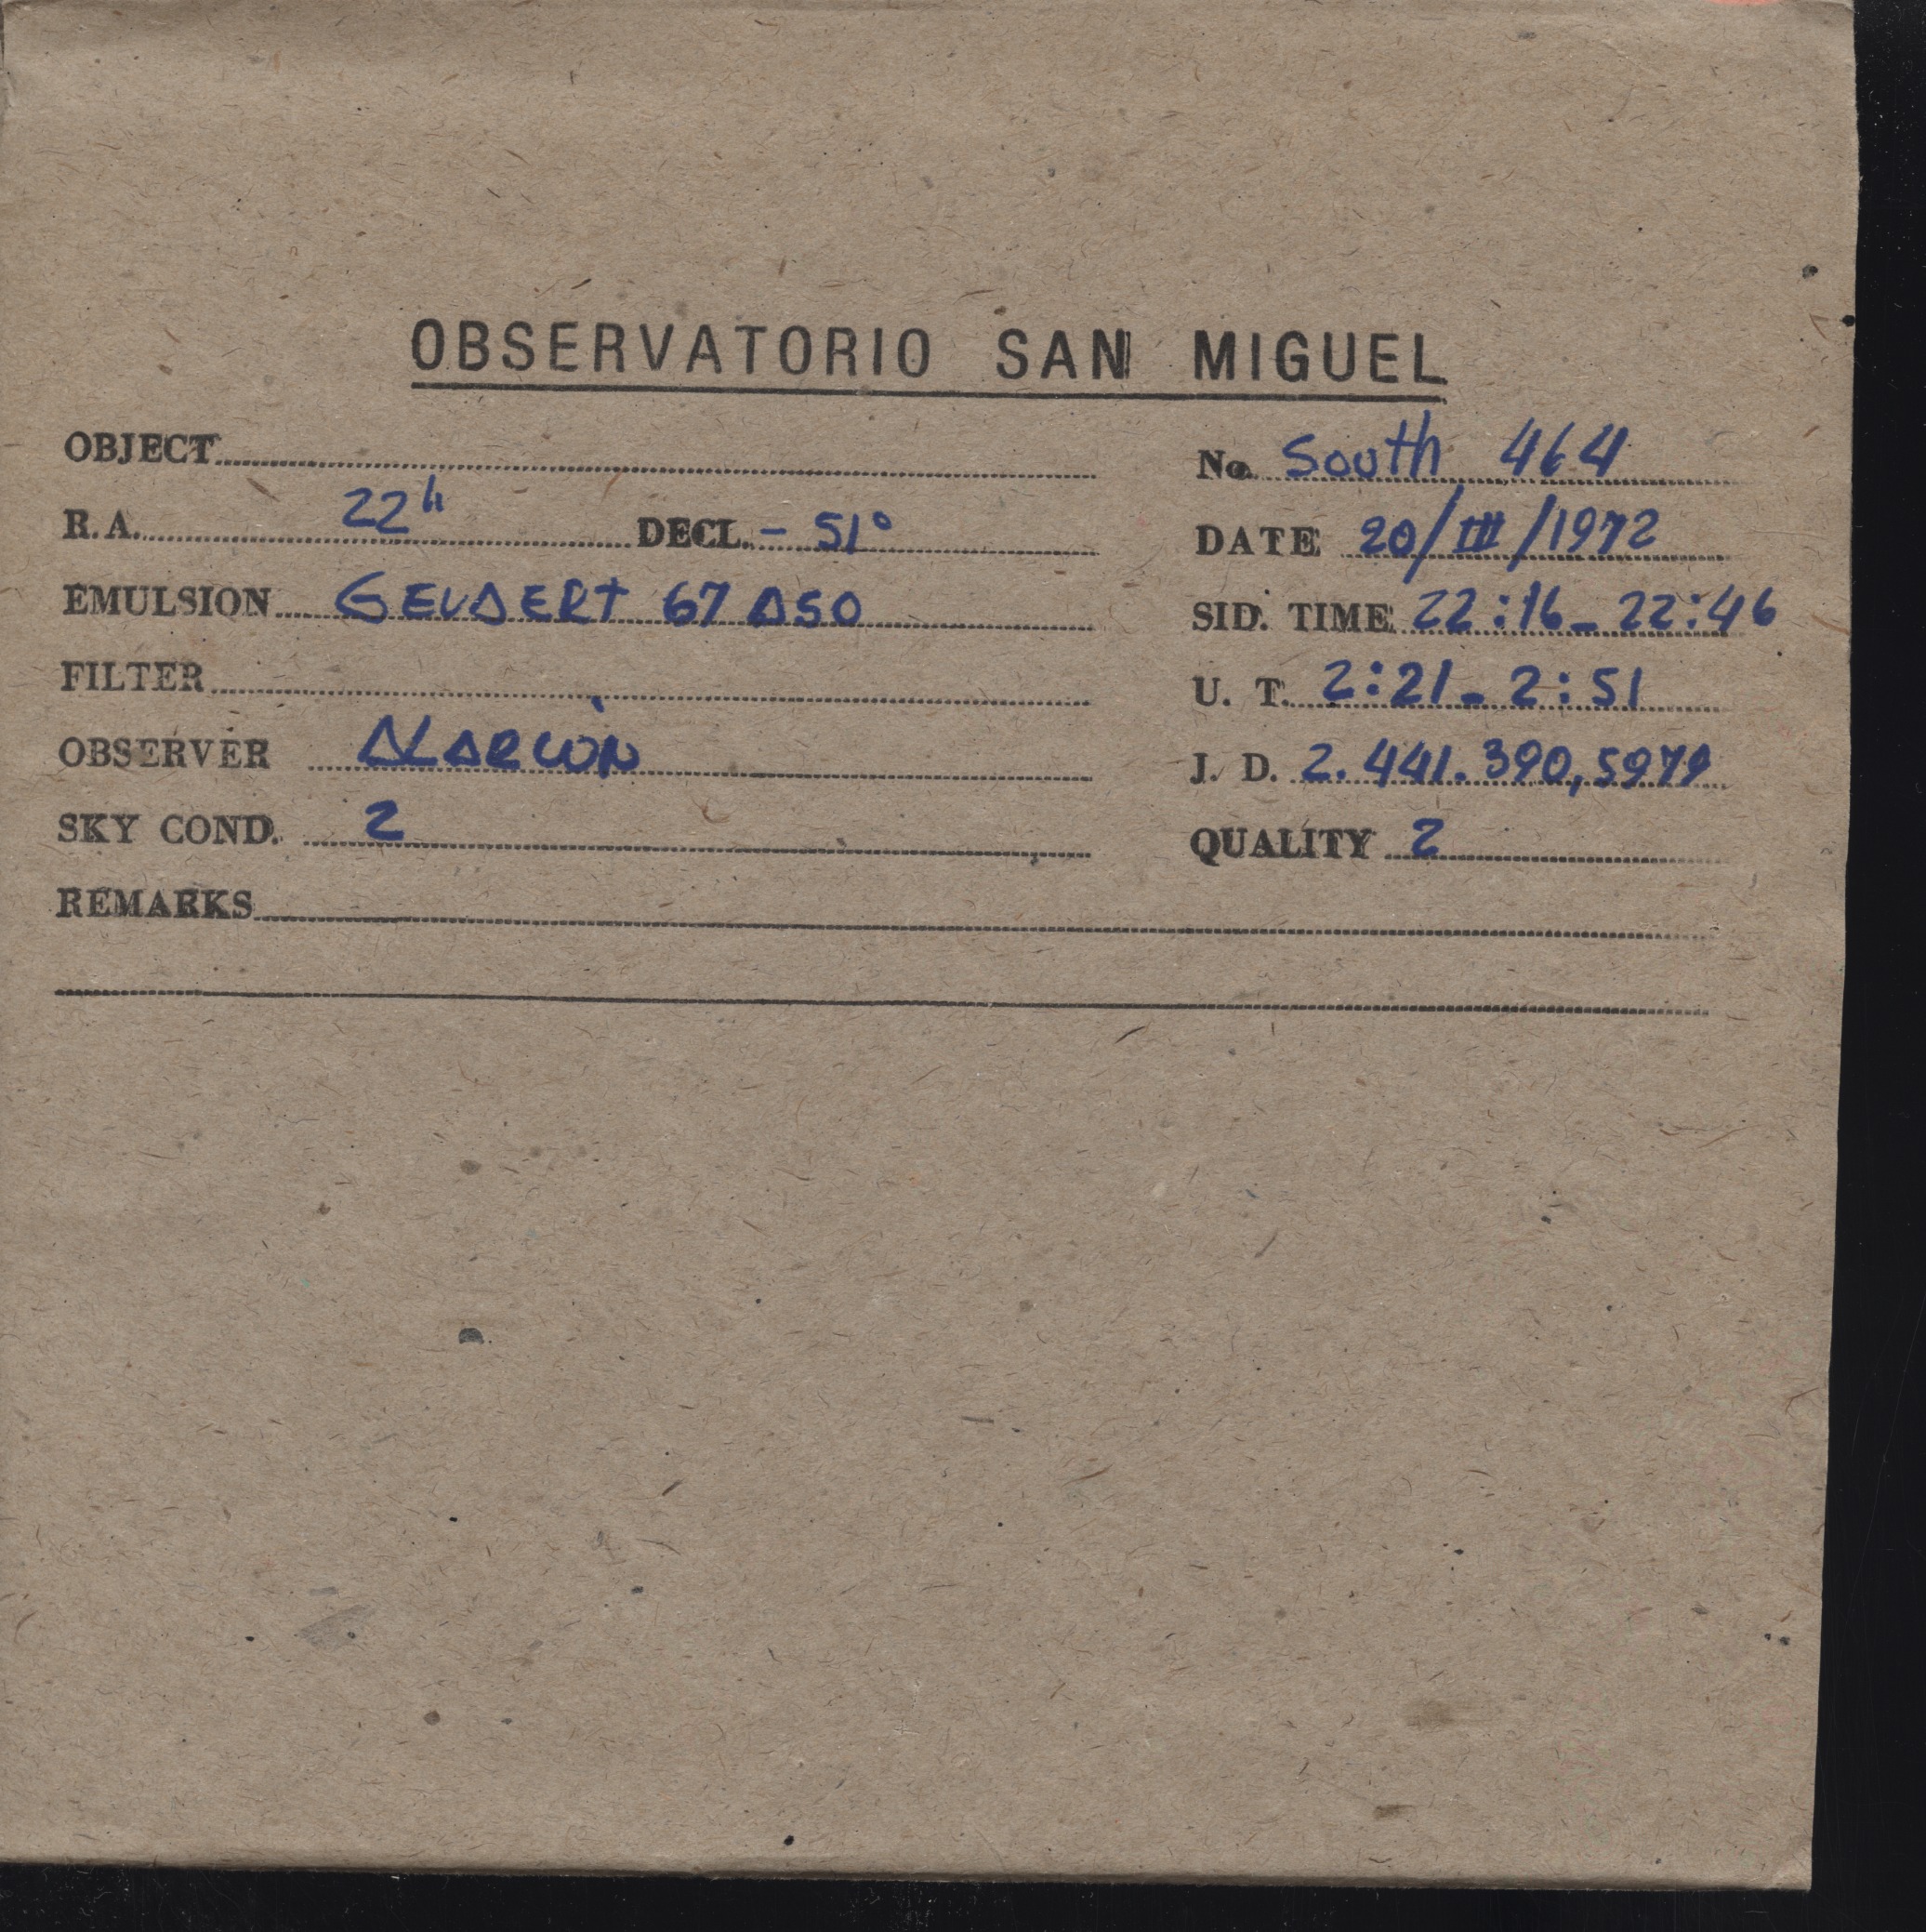 OBSERVATORIO SAN MIGUEL
OBJECT No. South 464
R.A. 22h DECL. - 51° DATE 20/III/1972
EMULSION GEVAERT 67 A50 SID. TIME 22:16 - 22:46
FILTER U. T. 2:21 - 2:51
OBSERVER ALARCÓN J. D. 2.441.390,5979
SKY COND. 2 QUALITY 2
REMARKS